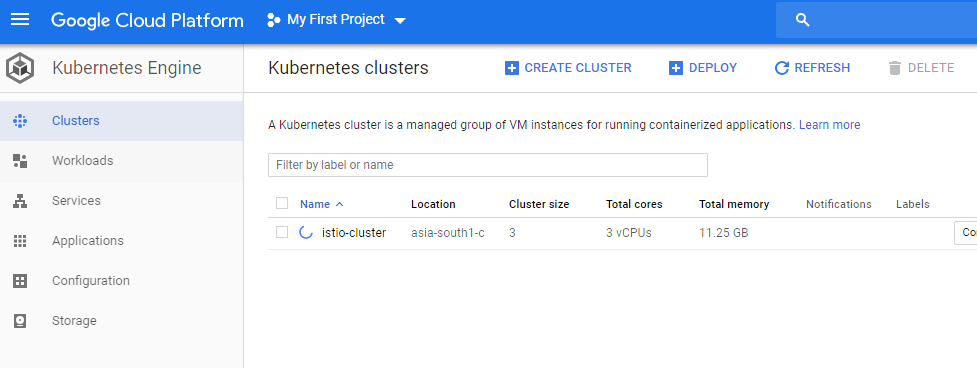 Google Cloud Platform My First Project
Kubernetes Engine
Clusters
Workloads
Services
Applications
Configuration
Storage
Kubernetes clusters CREATE CLUSTER DEPLOY REFRESH DELETE
A Kubernetes cluster is a managed group of VM instances for running containerized applications. Learn more
Filter by label or name
Name Location Cluster size Total cores Total memory Notifications Labels
istio-cluster asia-south1-c 3 3 vCPUs 11.25 GB